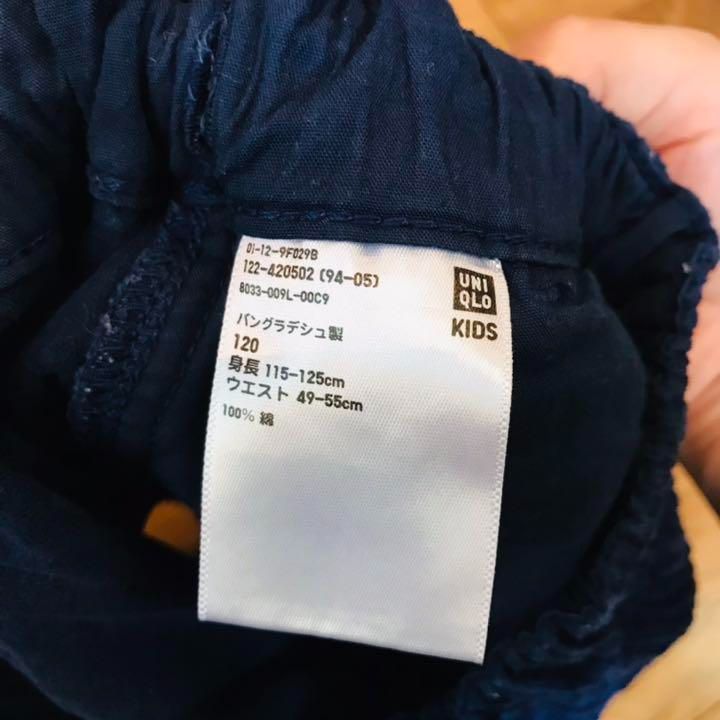 01-12-9F029B
122-420502 (94-05)
8033-009L-00C9
UNI
QLO
KIDS
バングラデシュ製
120
身長 115-125cm
ウエスト 49-55cm
100% 綿